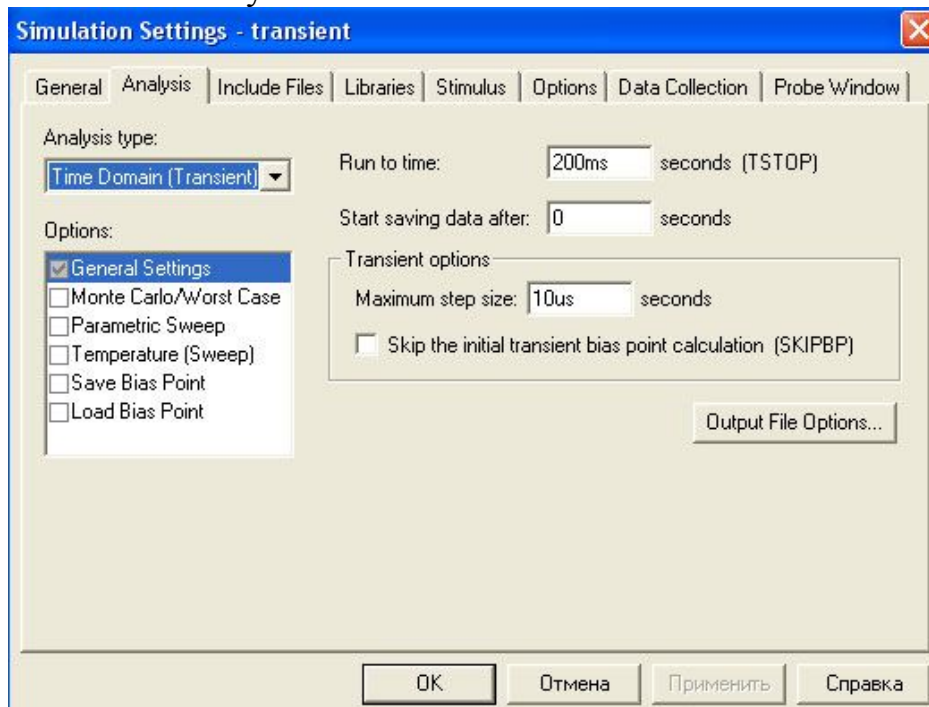 Simulation Settings - transient
General Analysis Include Files Libraries Stimulus Options Data Collection Probe Window
Analysis type:
Time Domain (Transient)
Options:
General Settings
Monte Carlo/Worst Case
Parametric Sweep
Temperature (Sweep)
Save Bias Point
Load Bias Point
Run to time: 200ms seconds (TSTOP)
Start saving data after: 0 seconds
Transient options
Maximum step size: 10us seconds
Skip the initial transient bias point calculation (SKIPBP)
Output File Options...
OK Отмена Применить Справка